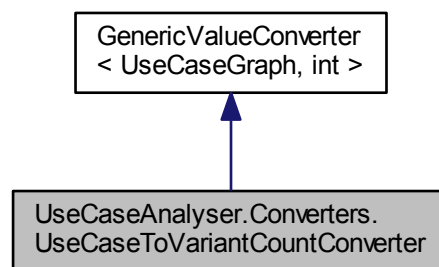 GenericValueConverter
< UseCaseGraph, int >
UseCaseAnalyser.Converters.
UseCaseToVariantCountConverter